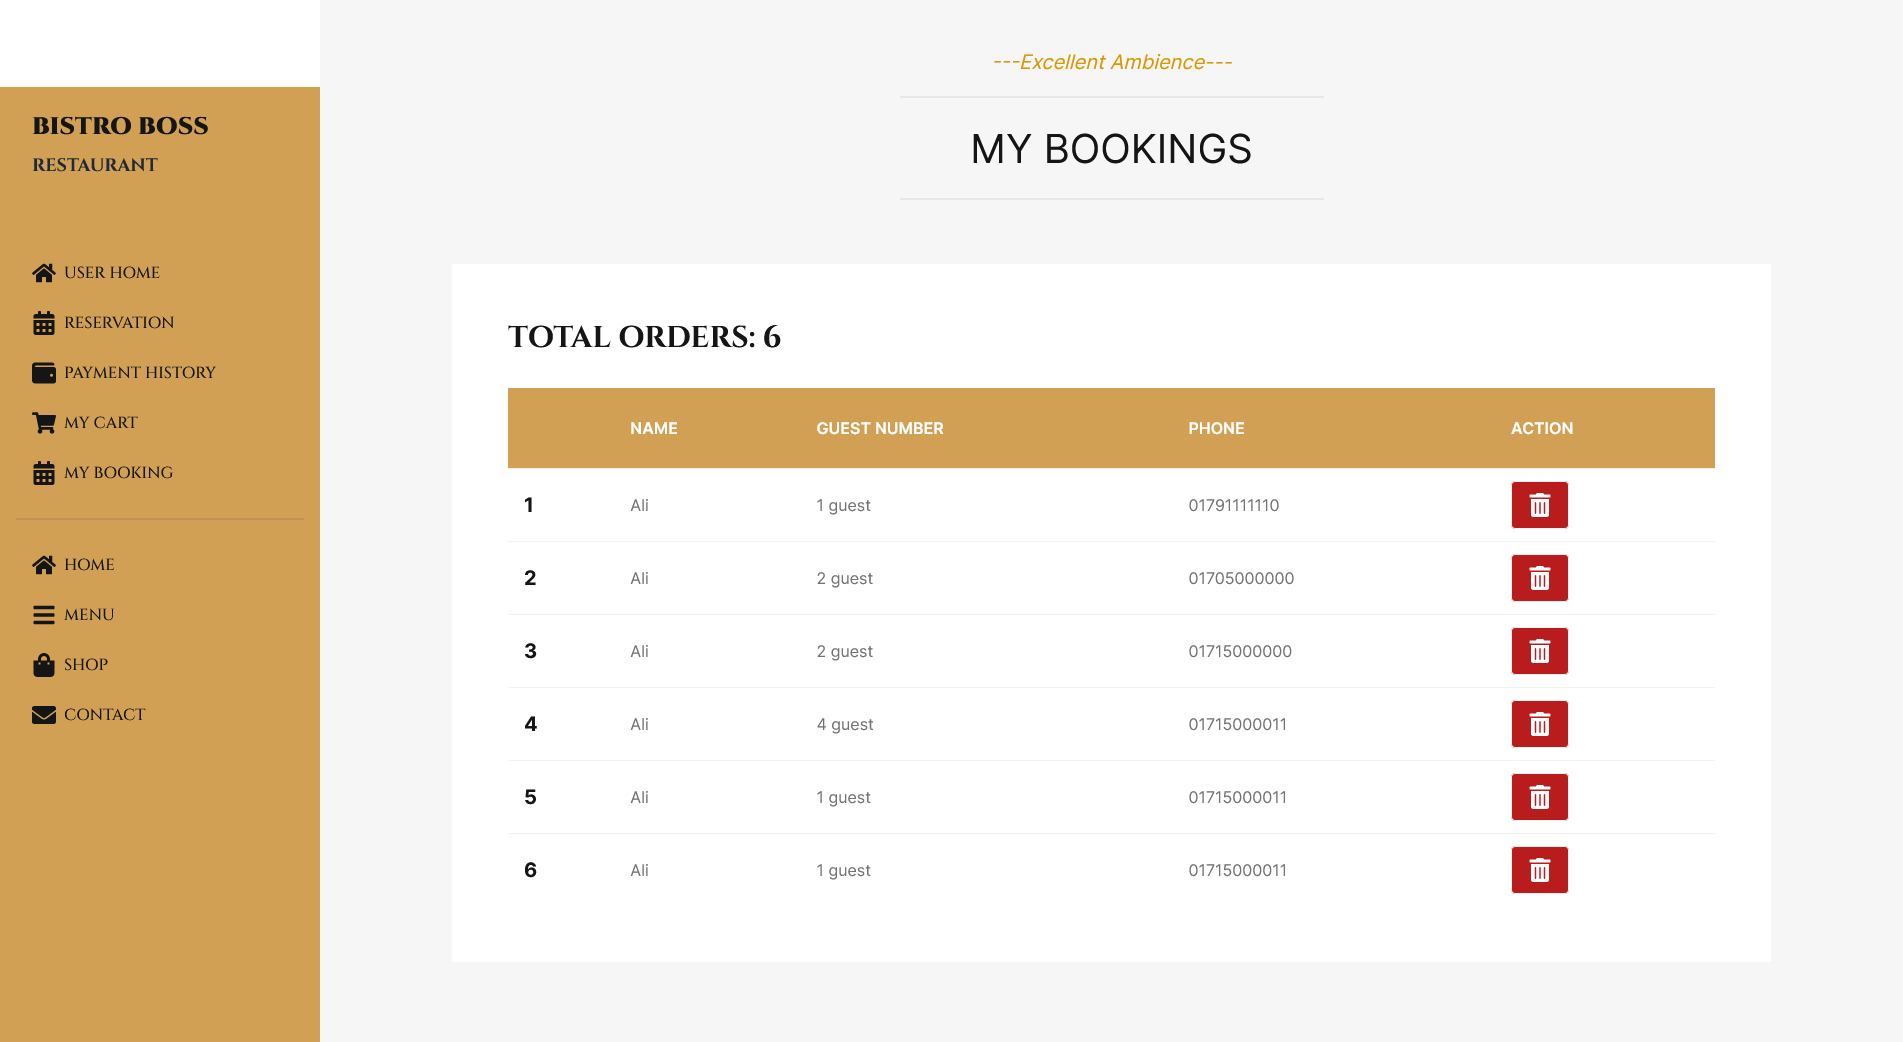 BISTRO BOSS
RESTAURANT
USER HOME
RESERVATION
PAYMENT HISTORY
MY CART
MY BOOKING
HOME
MENU
SHOP
CONTACT
---Excellent Ambience---
MY BOOKINGS
TOTAL ORDERS: 6
NAME GUEST NUMBER PHONE ACTION
1 Ali 1 guest 01791111110
2 Ali 2 guest 01705000000
3 Ali 2 guest 01715000000
4 Ali 4 guest 01715000011
5 Ali 1 guest 01715000011
6 Ali 1 guest 01715000011